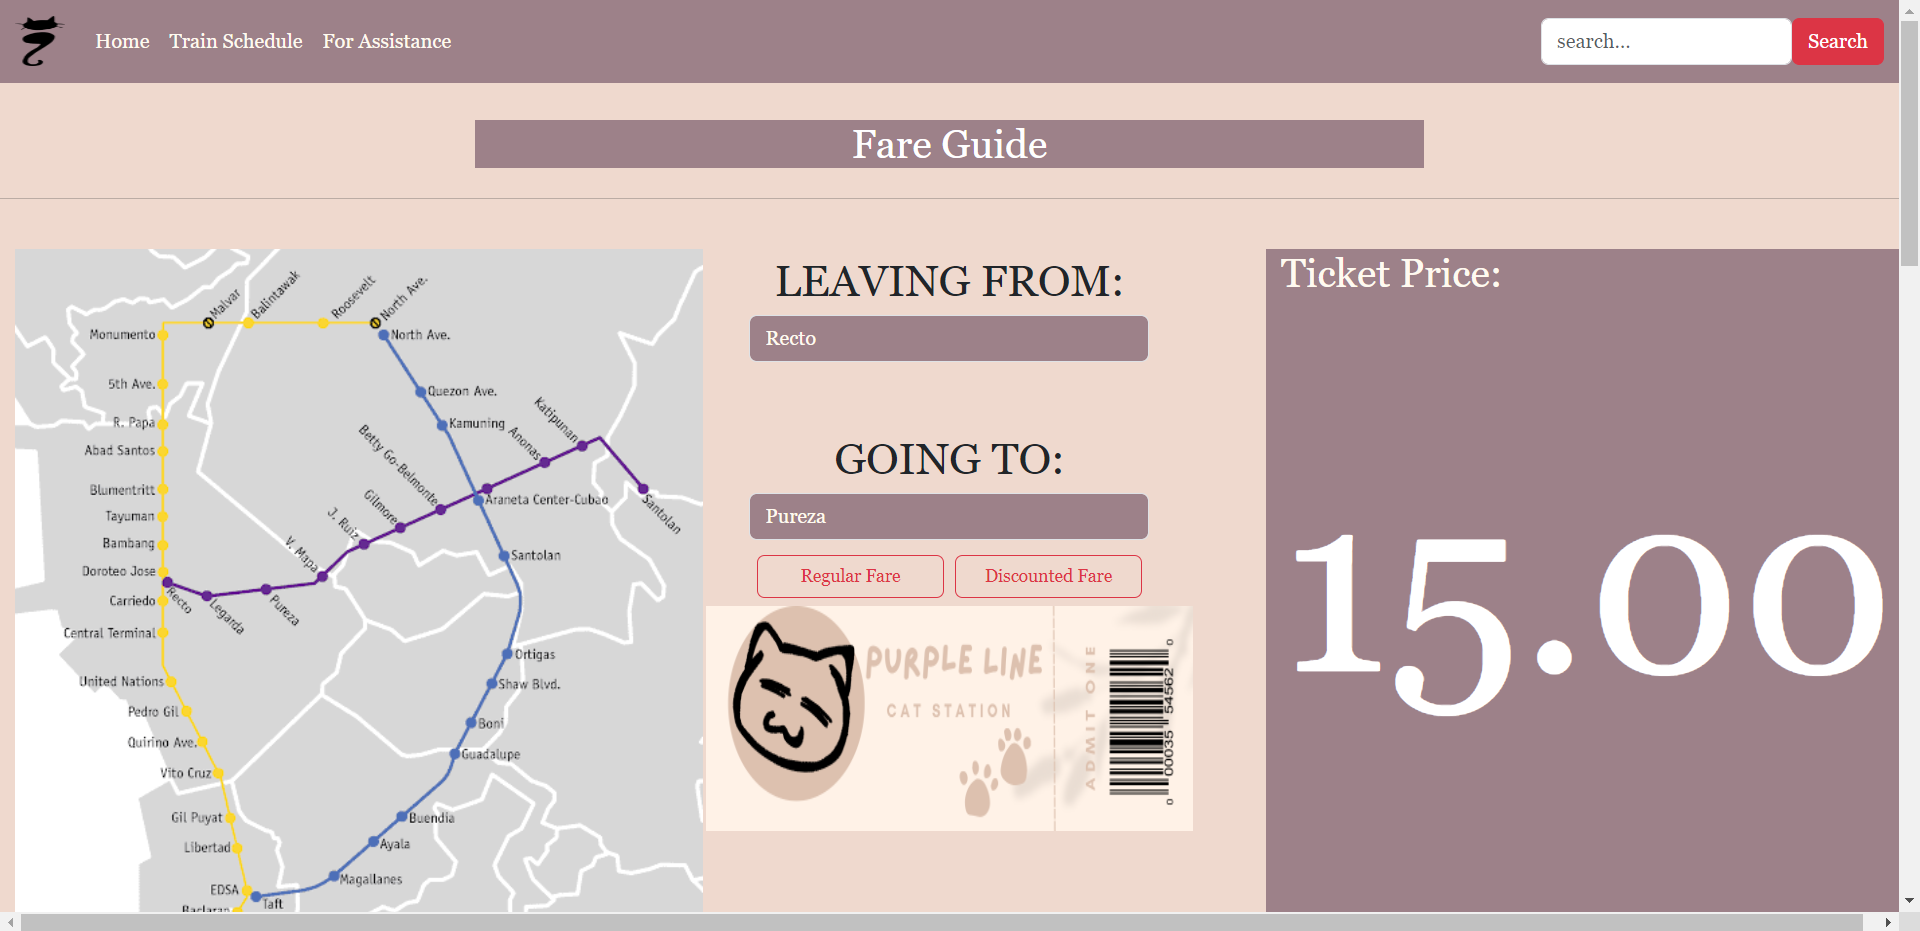 Home Train Schedule For Assistance
search... Search
Fare Guide
Malvar
Balintawak
Roosevelt
North Ave.
Monumento
North Ave.
5th Ave.
Quezon Ave.
R. Papa
Kamuning
Anonas
Katipunan
Abad Santos
Betty Go-Belmonte
Blumentritt
Gilmore
Araneta Center-Cubao
Santolan
Tayuman
J. Ruiz
Bambang
V. Mapa
Santolan
Doroteo Jose
Recto
Legarda
Pureza
Carriedo
Central Terminal
Ortigas
United Nations
Shaw Blvd.
Pedro Gil
Boni
Quirino Ave.
Guadalupe
Vito Cruz
Gil Puyat
Buendia
Libertad
Ayala
EDSA
Magallanes
Taft
Baclaran
LEAVING FROM:
Recto
GOING TO:
Pureza
Regular Fare Discounted Fare
PURPLE LINE
CAT STATION
ADMIT ONE
0 00035 54562 0
Ticket Price:
15.00